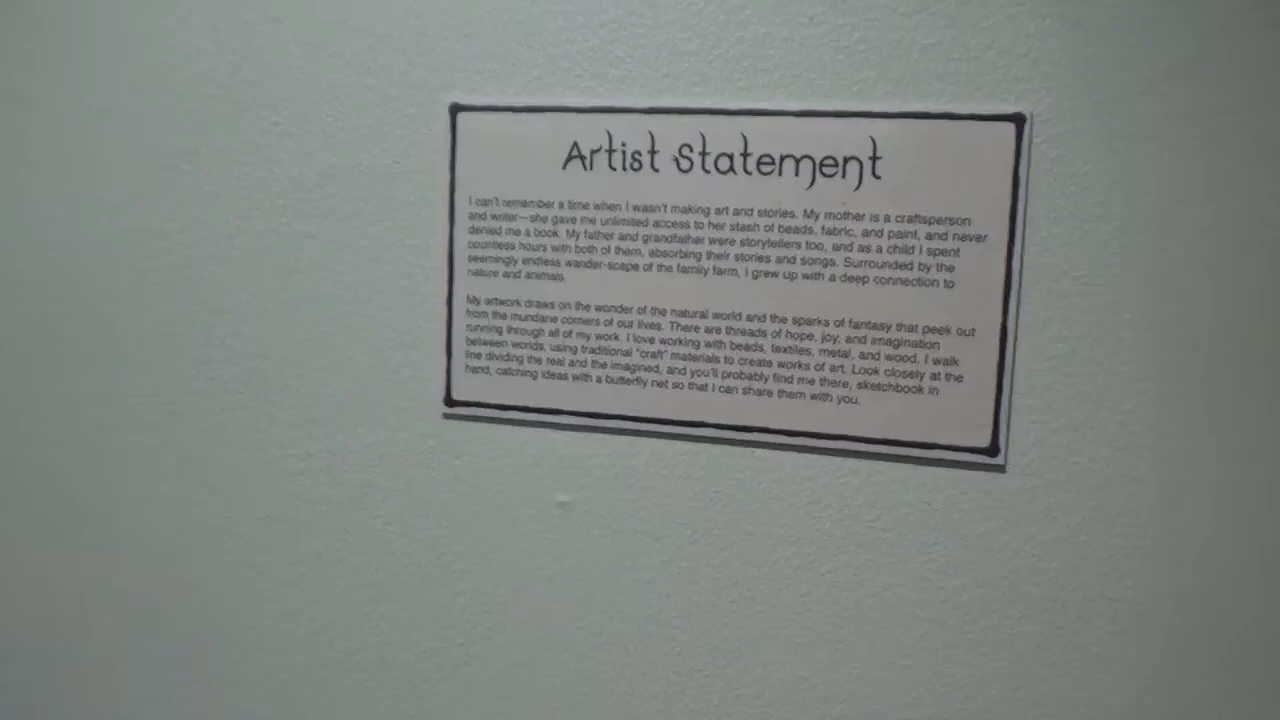 Artist Statement
I can't remember a time when I wasn't making art and stories. My mother is a craftsperson
and writer—she gave me unlimited access to her stash of beads, fabric, and paint, and never
denied me a book. My father and grandfather were storytellers too, and as a child I spent
countless hours with both of them, absorbing their stories and songs. Surrounded by the
seemingly endless wander-scape of the family farm, I grew up with a deep connection to
nature and animals.
My artwork draws on the wonder of the natural world and the sparks of fantasy that peek out
from the mundane corners of our lives. There are threads of hope, joy, and imagination
running through all of my work. I love working with beads, textiles, metal, and wood. I walk
between worlds, using traditional "craft" materials to create works of art. Look closely at the
line dividing the real and the imagined, and you'll probably find me there, sketchbook in
hand, catching ideas with a butterfly net so that I can share them with you.